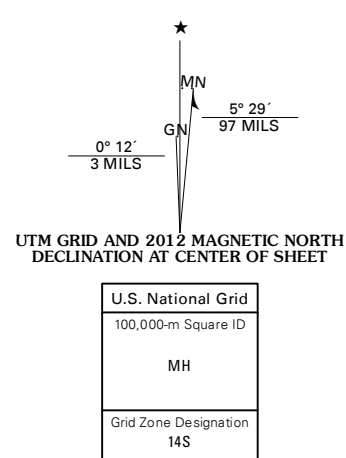 ★
MN
GN
5° 29´
97 MILS
0° 12´
3 MILS
UTM GRID AND 2012 MAGNETIC NORTH
DECLINATION AT CENTER OF SHEET
U.S. National Grid
100,000-m Square ID
MH
Grid Zone Designation
14S